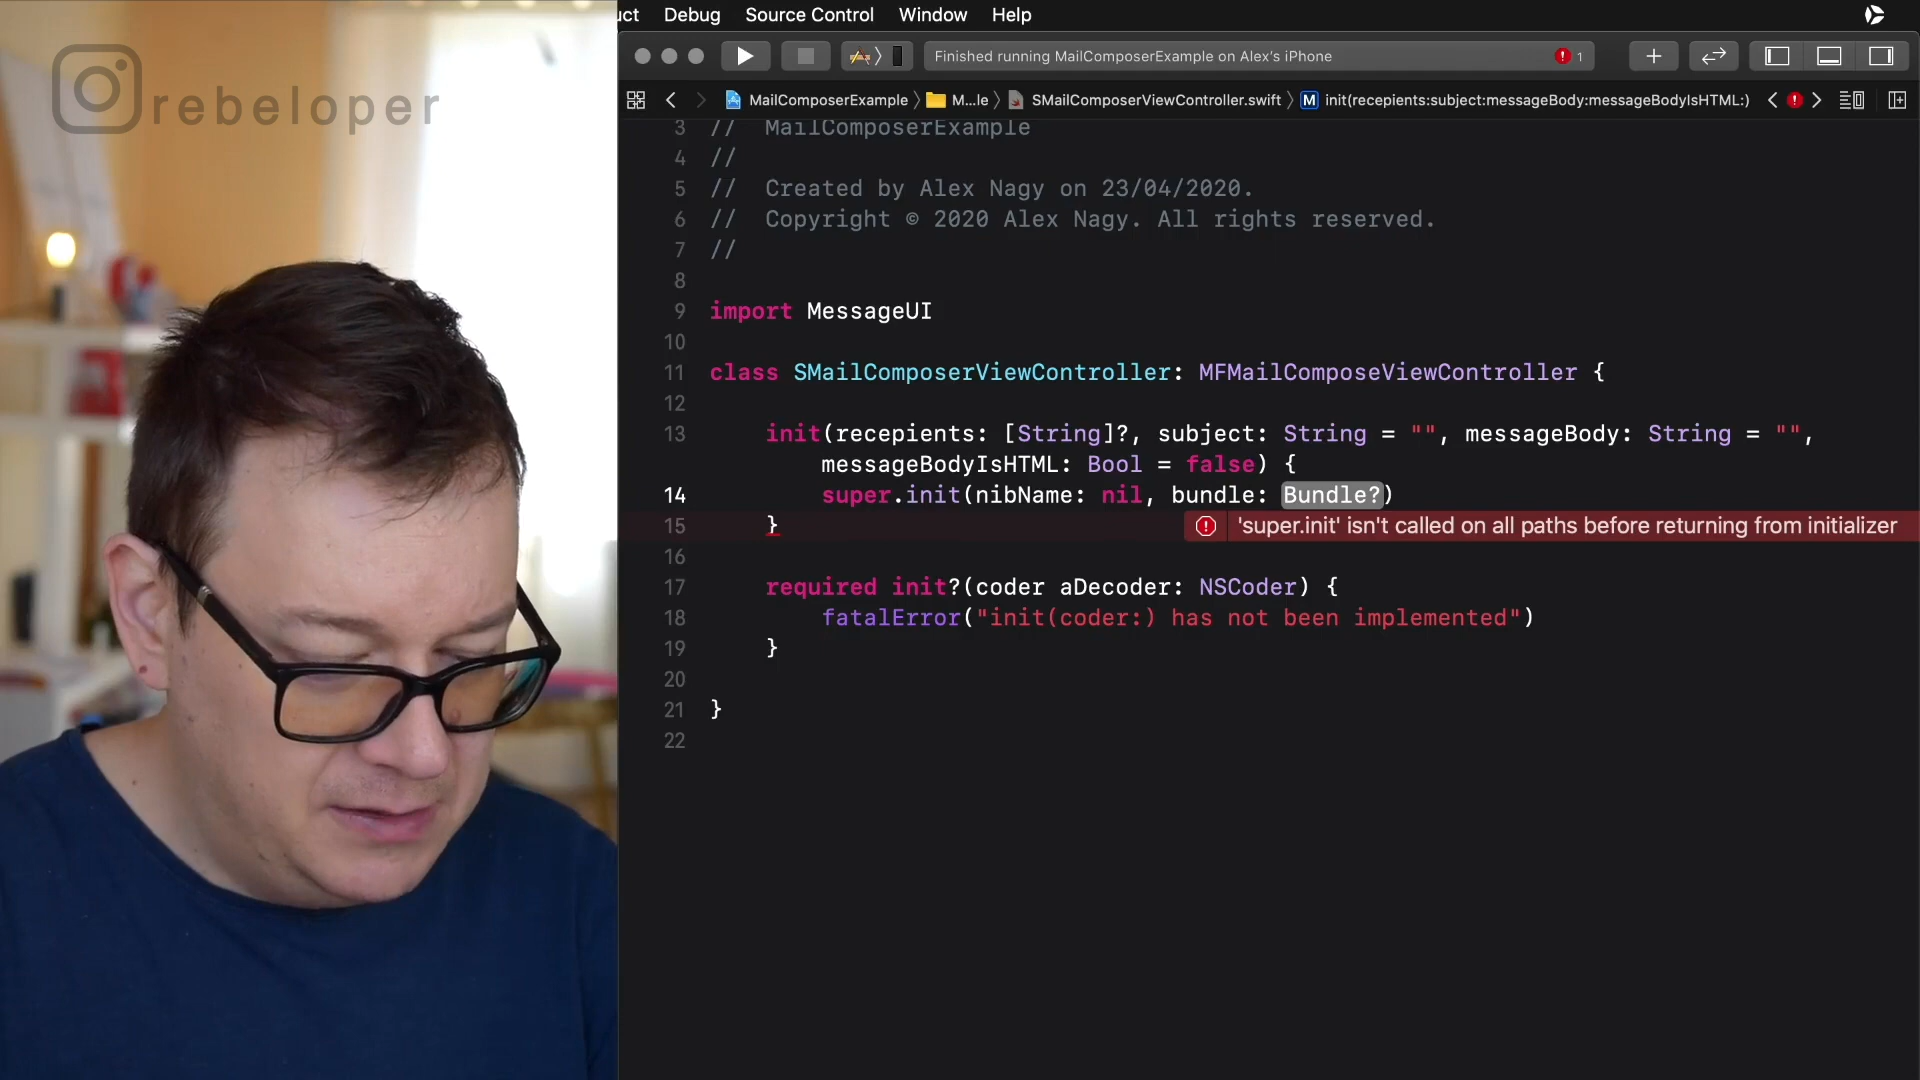 uct Debug Source Control Window Help
rebeloper
Finished running MailComposerExample on Alex's iPhone 1
MailComposerExample M...le SMailComposerViewController.swift M init(recepients:subject:messageBody:messageBodyIsHTML:)
3 // MailComposerExample
4 //
5 // Created by Alex Nagy on 23/04/2020.
6 // Copyright © 2020 Alex Nagy. All rights reserved.
7 //
8
9 import MessageUI
10
11 class SMailComposerViewController: MFMailComposeViewController {
12
13 init(recepients: [String]?, subject: String = "", messageBody: String = "",
messageBodyIsHTML: Bool = false) {
14 super.init(nibName: nil, bundle: Bundle?)
15 } 'super.init' isn't called on all paths before returning from initializer
16
17 required init?(coder aDecoder: NSCoder) {
18 fatalError("init(coder:) has not been implemented")
19 }
20
21 }
22